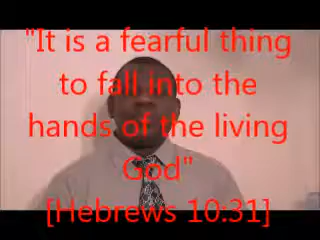 "It is a fearful thing
to fall into the
hands of the living
God"
[Hebrews 10:31]